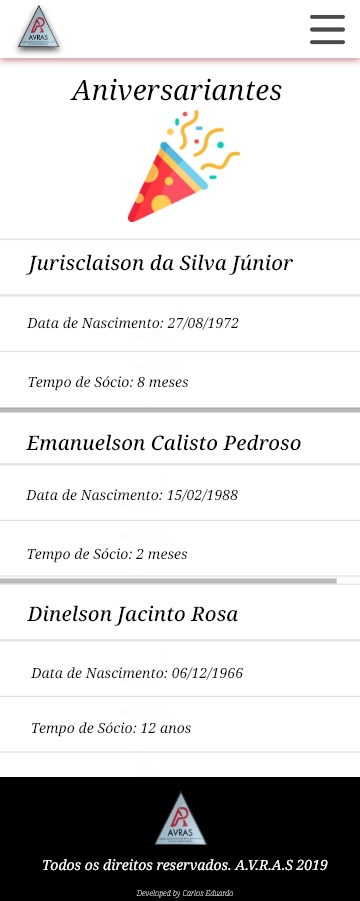 AVRAS
Aniversariantes
Jurisclaison da Silva Júnior
Data de Nascimento: 27/08/1972
Tempo de Sócio: 8 meses
Emanuelson Calisto Pedroso
Data de Nascimento: 15/02/1988
Tempo de Sócio: 2 meses
Dinelson Jacinto Rosa
Data de Nascimento: 06/12/1966
Tempo de Sócio: 12 anos
AVRAS
Todos os direitos reservados. A.V.R.A.S 2019
Developed by Carlos Eduardo